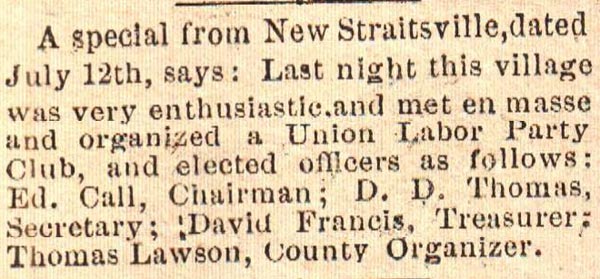 A special from New Straitsville,dated
July 12th, says: Last night this village
was very enthusiastic.and met en masse
and organized a Union Labor Party
Club, and elected officers as follows:
Ed. Call, Chairman; D. D. Thomas,
Secretary; ;David Francis, Treasurer;
Thomas Lawson, County Organizer.